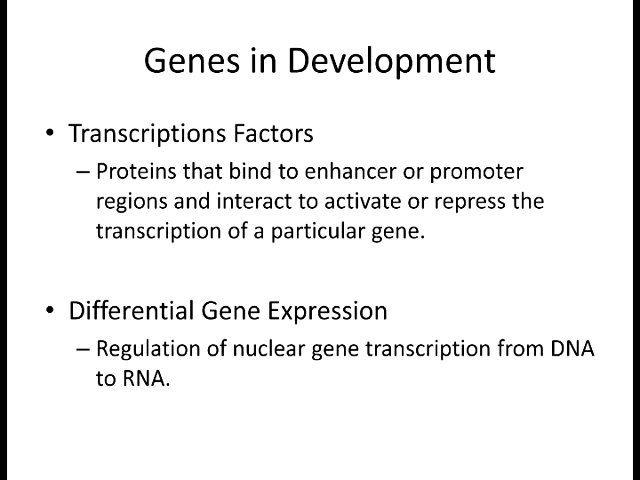 Genes in Development
• Transcriptions Factors
– Proteins that bind to enhancer or promoter
regions and interact to activate or repress the
transcription of a particular gene.
• Differential Gene Expression
– Regulation of nuclear gene transcription from DNA
to RNA.